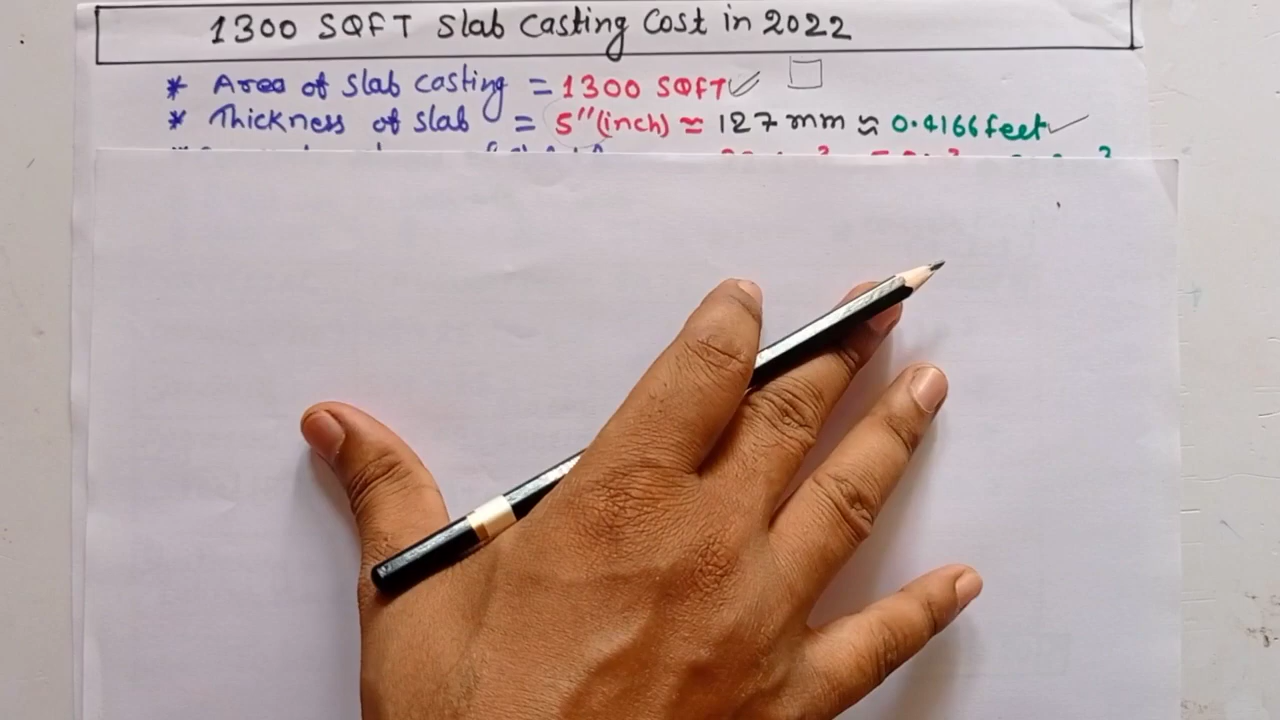 1300 SQFT Slab Casting Cost in 2022
* Area of Slab Casting = 1300 SQFT ✓
* Thickness of Slab = 5" (inch) ≈ 127 mm ≈ 0.4166 feet ✓